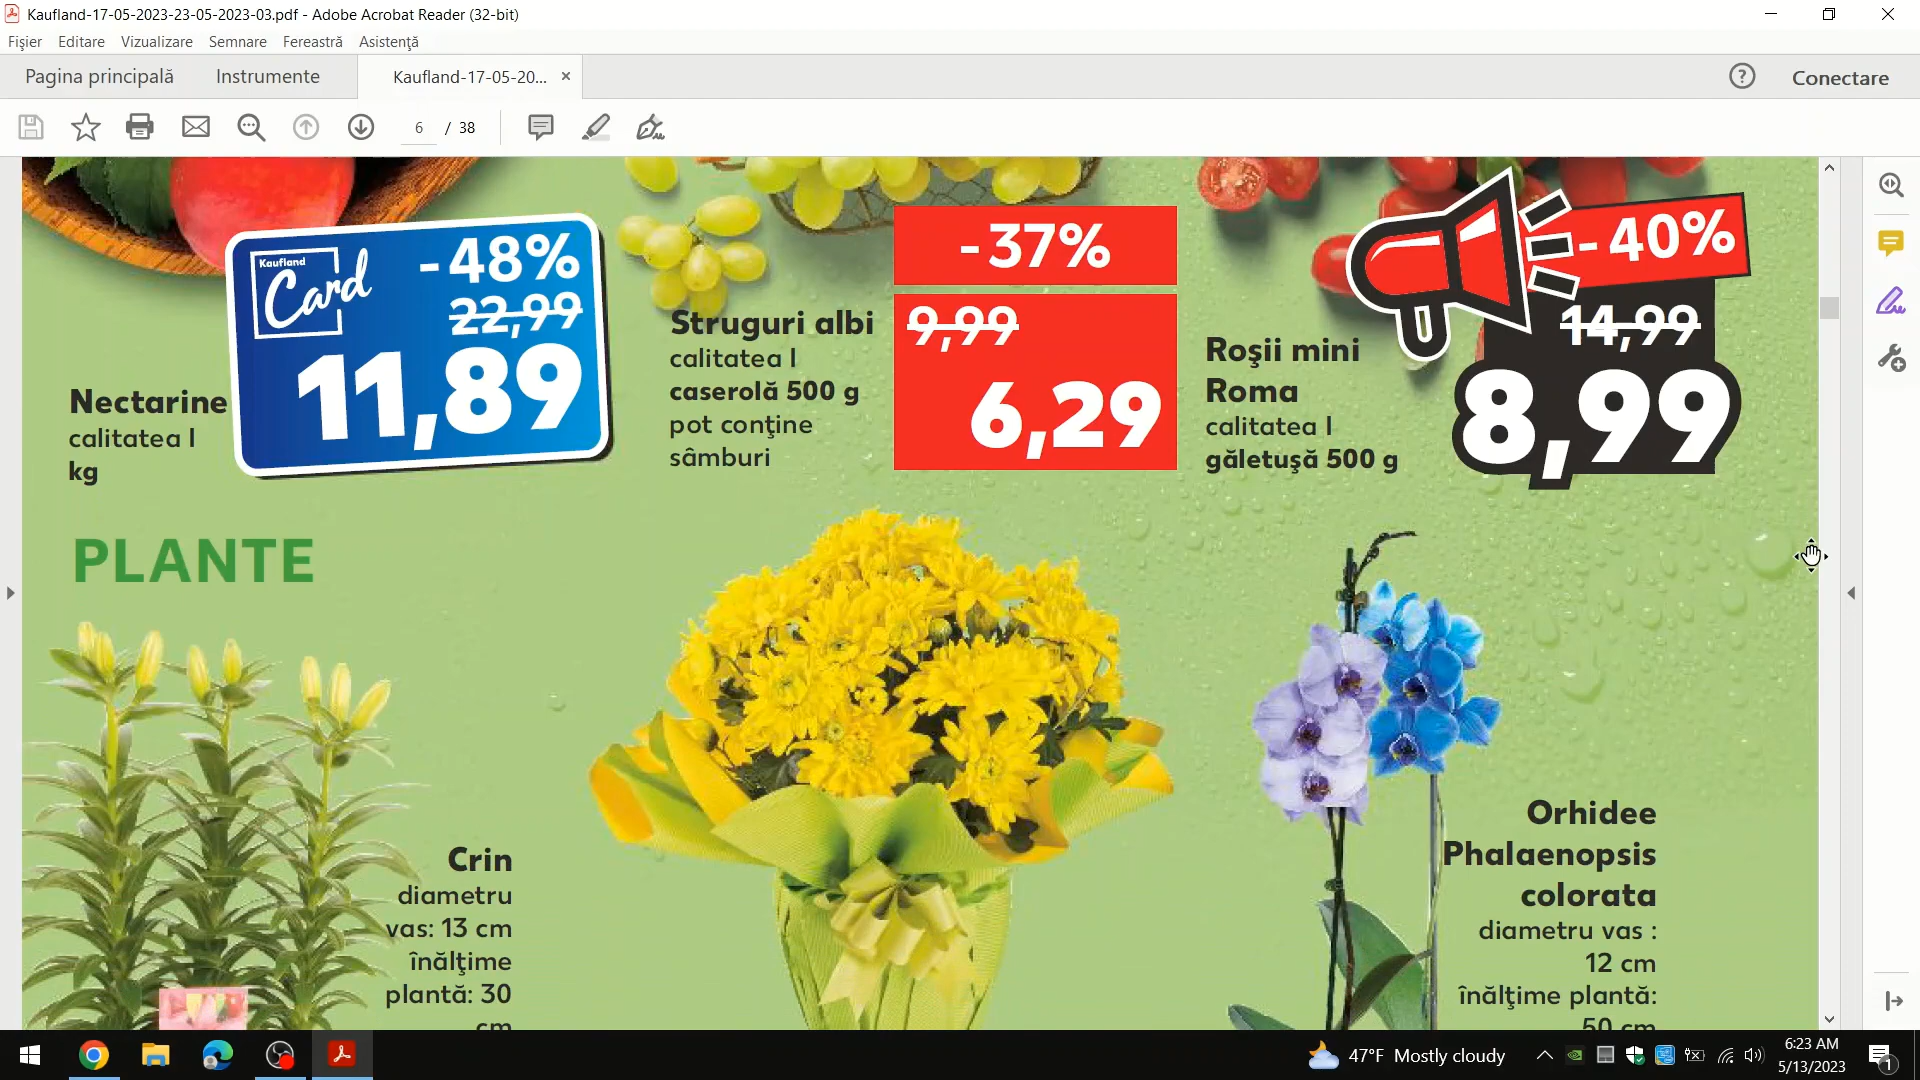 Kaufland-17-05-2023-23-05-2023-03.pdf - Adobe Acrobat Reader (32-bit)
Fișier Editare Vizualizare Semnare Fereastră Asistență
Pagina principală Instrumente Kaufland-17-05-20... × ? Conectare
6 / 38
Kaufland
Card
-48%
22,99
11,89
Nectarine
calitatea I
kg
Struguri albi
calitatea I
caserolă 500 g
pot conține
sâmburi
-37%
9,99
6,29
Roșii mini
Roma
calitatea I
găletușă 500 g
-40%
14,99
8,99
PLANTE
Crin
diametru
vas: 13 cm
înălțime
plantă: 30
cm
Orhidee
Phalaenopsis
colorata
diametru vas :
12 cm
înălțime plantă:
50 cm
47°F Mostly cloudy
6:23 AM
5/13/2023
1